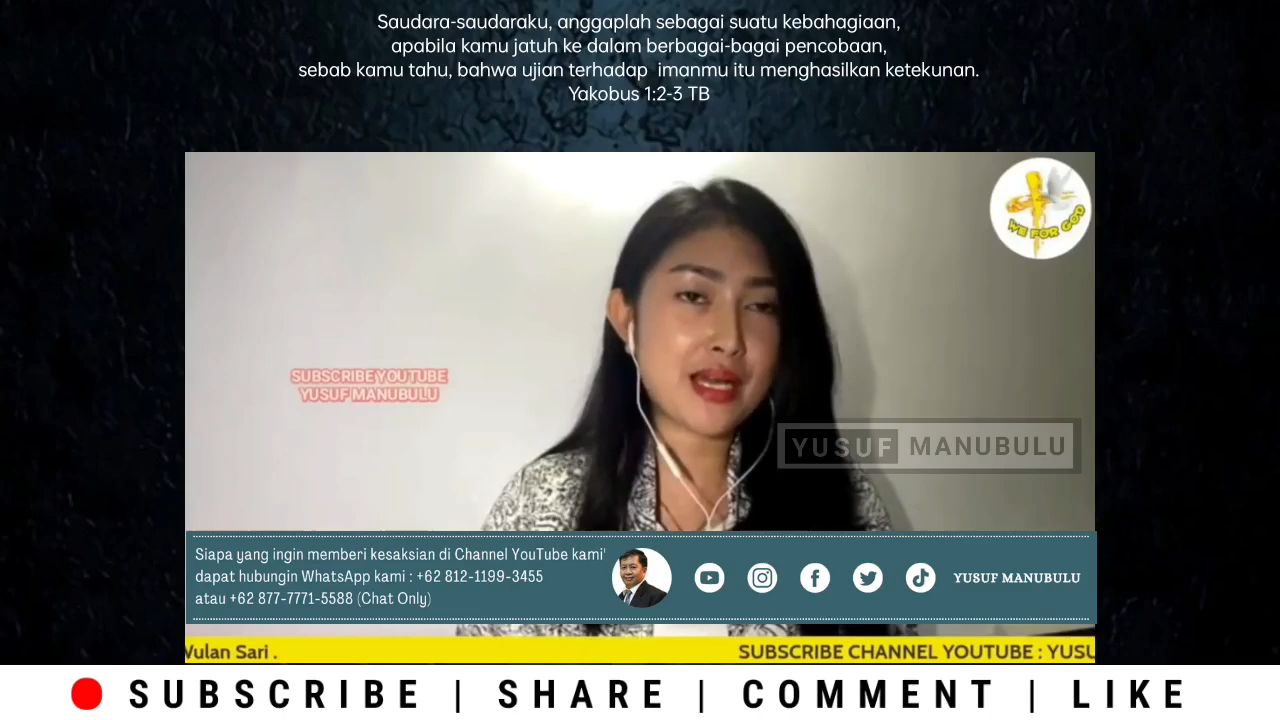 Saudara-saudaraku, anggaplah sebagai suatu kebahagiaan,
apabila kamu jatuh ke dalam berbagai-bagai pencobaan,
sebab kamu tahu, bahwa ujian terhadap imanmu itu menghasilkan ketekunan.
Yakobus 1:2-3 TB
WE FOR GOD
SUBSCRIBE YOUTUBE
YUSUF MANUBULU
YUSUF MANUBULU
Siapa yang ingin memberi kesaksian di Channel YouTube kami'
dapat hubungin WhatsApp kami : +62 812-1199-3455
atau +62 877-7771-5588 (Chat Only)
YUSUF MANUBULU
Wulan Sari . SUBSCRIBE CHANNEL YOUTUBE : YUSU
SUBSCRIBE | SHARE | COMMENT | LIKE